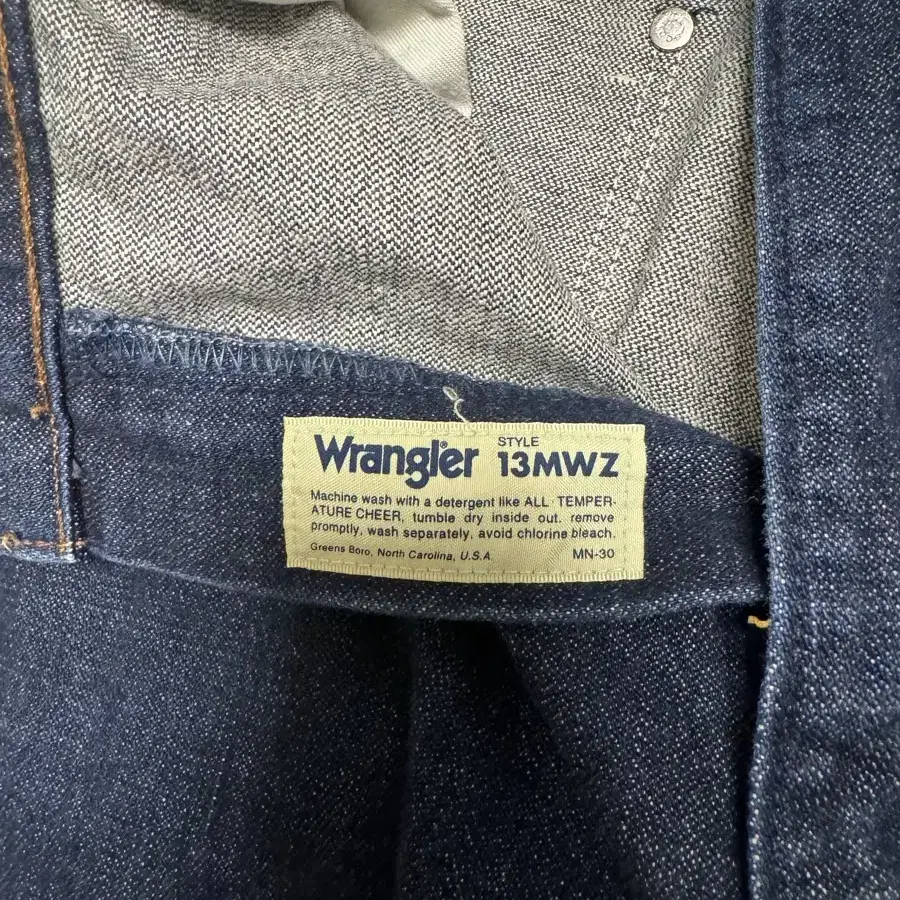 Wrangler® STYLE 13MWZ
Machine wash with a detergent like ALL TEMPER-
ATURE CHEER, tumble dry inside out. remove
promptly, wash separately, avoid chlorine bleach.
Greens Boro, North Carolina, U.S.A MN-30